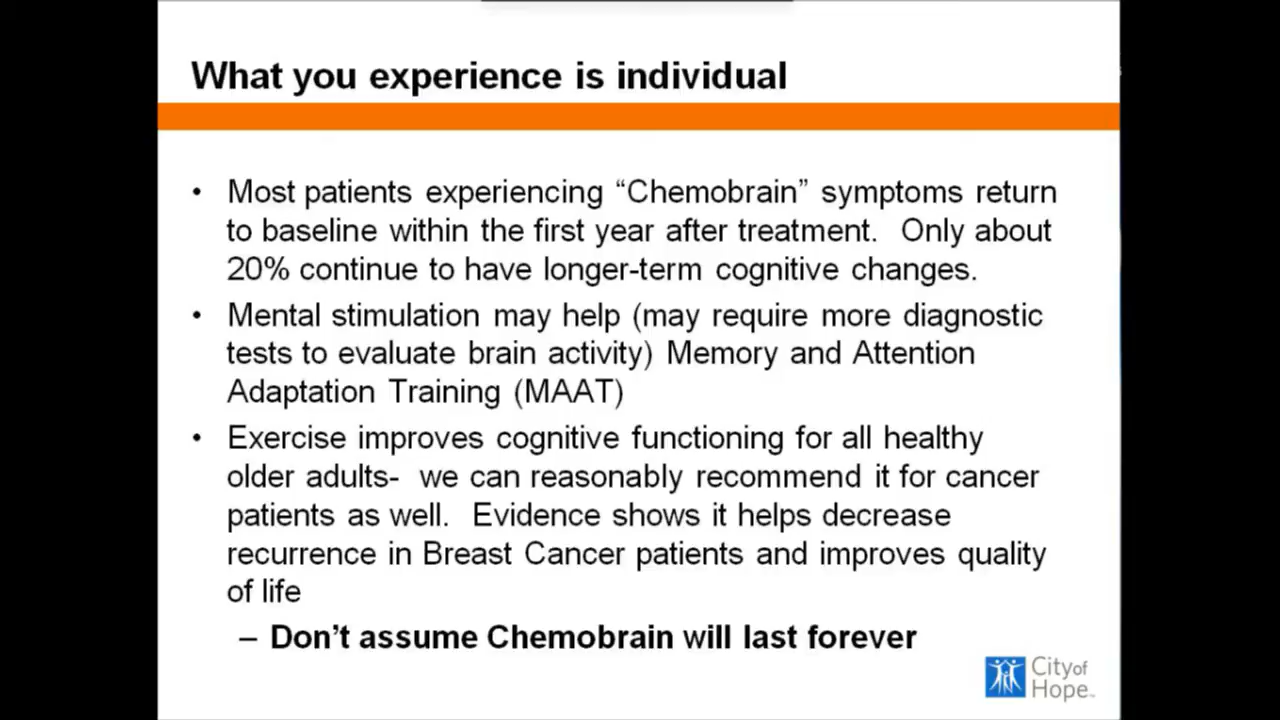 What you experience is individual
• Most patients experiencing “Chemobrain” symptoms return
to baseline within the first year after treatment.  Only about
20% continue to have longer-term cognitive changes.
• Mental stimulation may help (may require more diagnostic
tests to evaluate brain activity) Memory and Attention
Adaptation Training (MAAT)
• Exercise improves cognitive functioning for all healthy
older adults-  we can reasonably recommend it for cancer
patients as well.  Evidence shows it helps decrease
recurrence in Breast Cancer patients and improves quality
of life
– Don’t assume Chemobrain will last forever
City of
Hope™